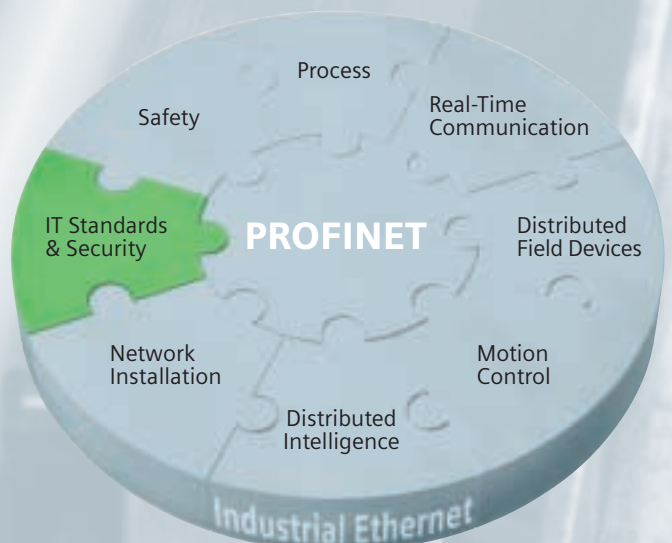 Process
Real-Time
Communication
Safety
IT Standards
& Security
PROFINET
Distributed
Field Devices
Network
Installation
Motion
Control
Distributed
Intelligence
Industrial Ethernet